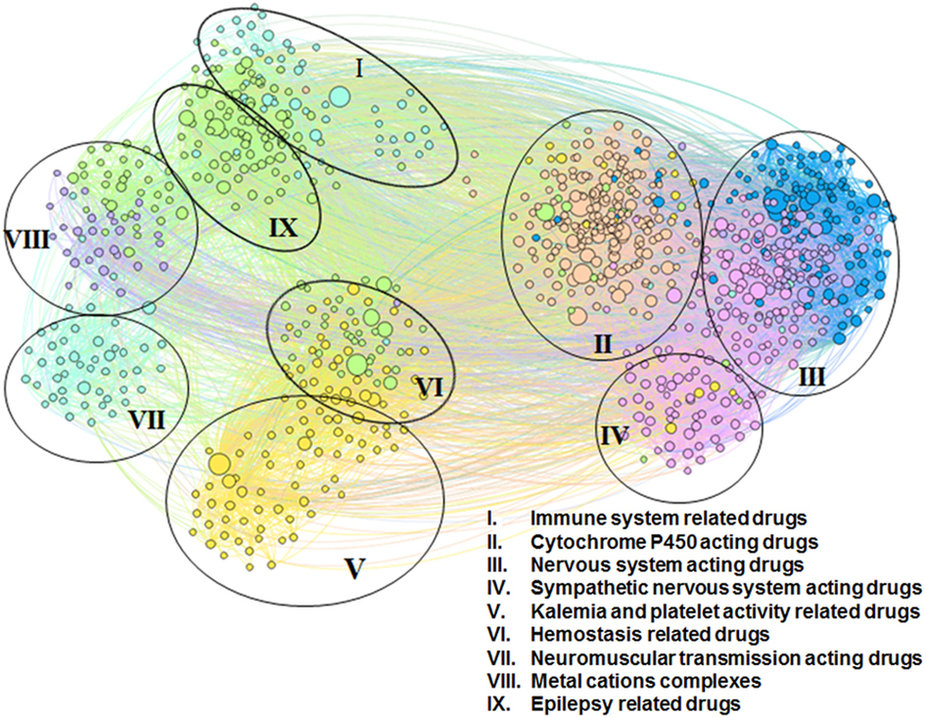 I
IX
VIII
II
III
VI
VII
IV
V
I. Immune system related drugs
II. Cytochrome P450 acting drugs
III. Nervous system acting drugs
IV. Sympathetic nervous system acting drugs
V. Kalemia and platelet activity related drugs
VI. Hemostasis related drugs
VII. Neuromuscular transmission acting drugs
VIII. Metal cations complexes
IX. Epilepsy related drugs